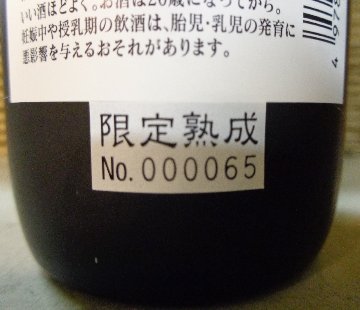 いい酒ほどよく。お酒は20歳になってから。
妊娠中や授乳期の飲酒は、胎児・乳児の発育に
悪影響を与えるおそれがあります。
限定熟成
No. 000065